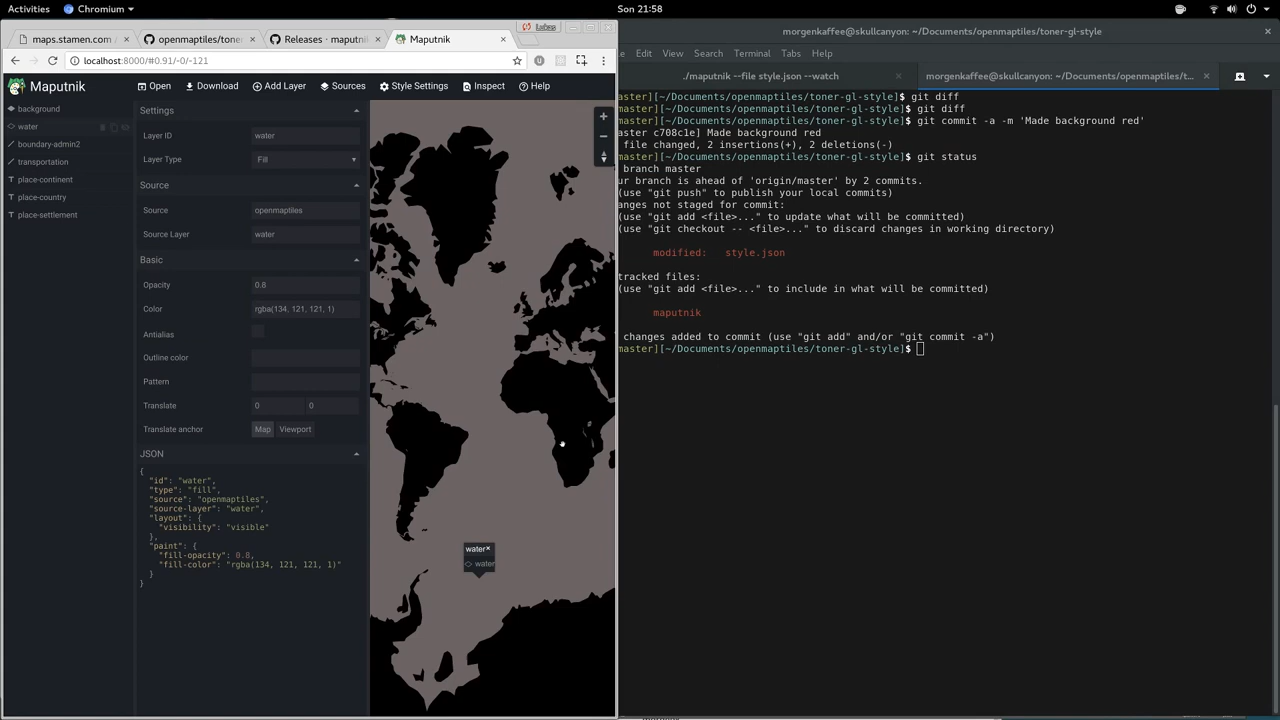 Activities
Chromium
Sun 21:58
Lukas
maps.stamen.com
openmaptiles/tone
Releases · maputnik
Maputnik
localhost:8000/#0.91/-0/-121
Maputnik
Open
Download
Add Layer
Sources
Style Settings
Inspect
Help
background
water
boundary-admin2
transportation
place-continent
place-country
place-settlement
Settings
Layer ID
water
Layer Type
Fill
Source
Source
openmaptiles
Source Layer
water
Basic
Opacity
0.8
Color
rgba(134, 121, 121, 1)
Antialias
Outline color
Pattern
Translate
0
0
Translate anchor
Map
Viewport
JSON
{
"id": "water",
"type": "fill",
"source": "openmaptiles",
"source-layer": "water",
"layout": {
"visibility": "visible"
},
"paint": {
"fill-opacity": 0.8,
"fill-color": "rgba(134, 121, 121, 1)"
}
}
water×
water
morgenkaffee@skullcanyon: ~/Documents/openmaptiles/toner-gl-style
Edit View Search Terminal Tabs Help
./maputnik --file style.json --watch
morgenkaffee@skullcanyon: ~/Documents/openmaptiles/t...
master][~/Documents/openmaptiles/toner-gl-style]$ git diff
master][~/Documents/openmaptiles/toner-gl-style]$ git diff
master][~/Documents/openmaptiles/toner-gl-style]$ git commit -a -m 'Made background red'
aster c708c1e] Made background red
file changed, 2 insertions(+), 2 deletions(-)
master][~/Documents/openmaptiles/toner-gl-style]$ git status
branch master
ur branch is ahead of 'origin/master' by 2 commits.
(use "git push" to publish your local commits)
anges not staged for commit:
(use "git add <file>..." to update what will be committed)
(use "git checkout -- <file>..." to discard changes in working directory)
modified: style.json
tracked files:
(use "git add <file>..." to include in what will be committed)
maputnik
changes added to commit (use "git add" and/or "git commit -a")
master][~/Documents/openmaptiles/toner-gl-style]$